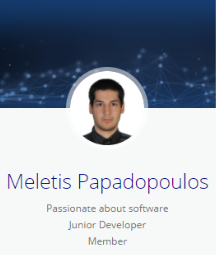 Meletis Papadopoulos
Passionate about software
Junior Developer
Member